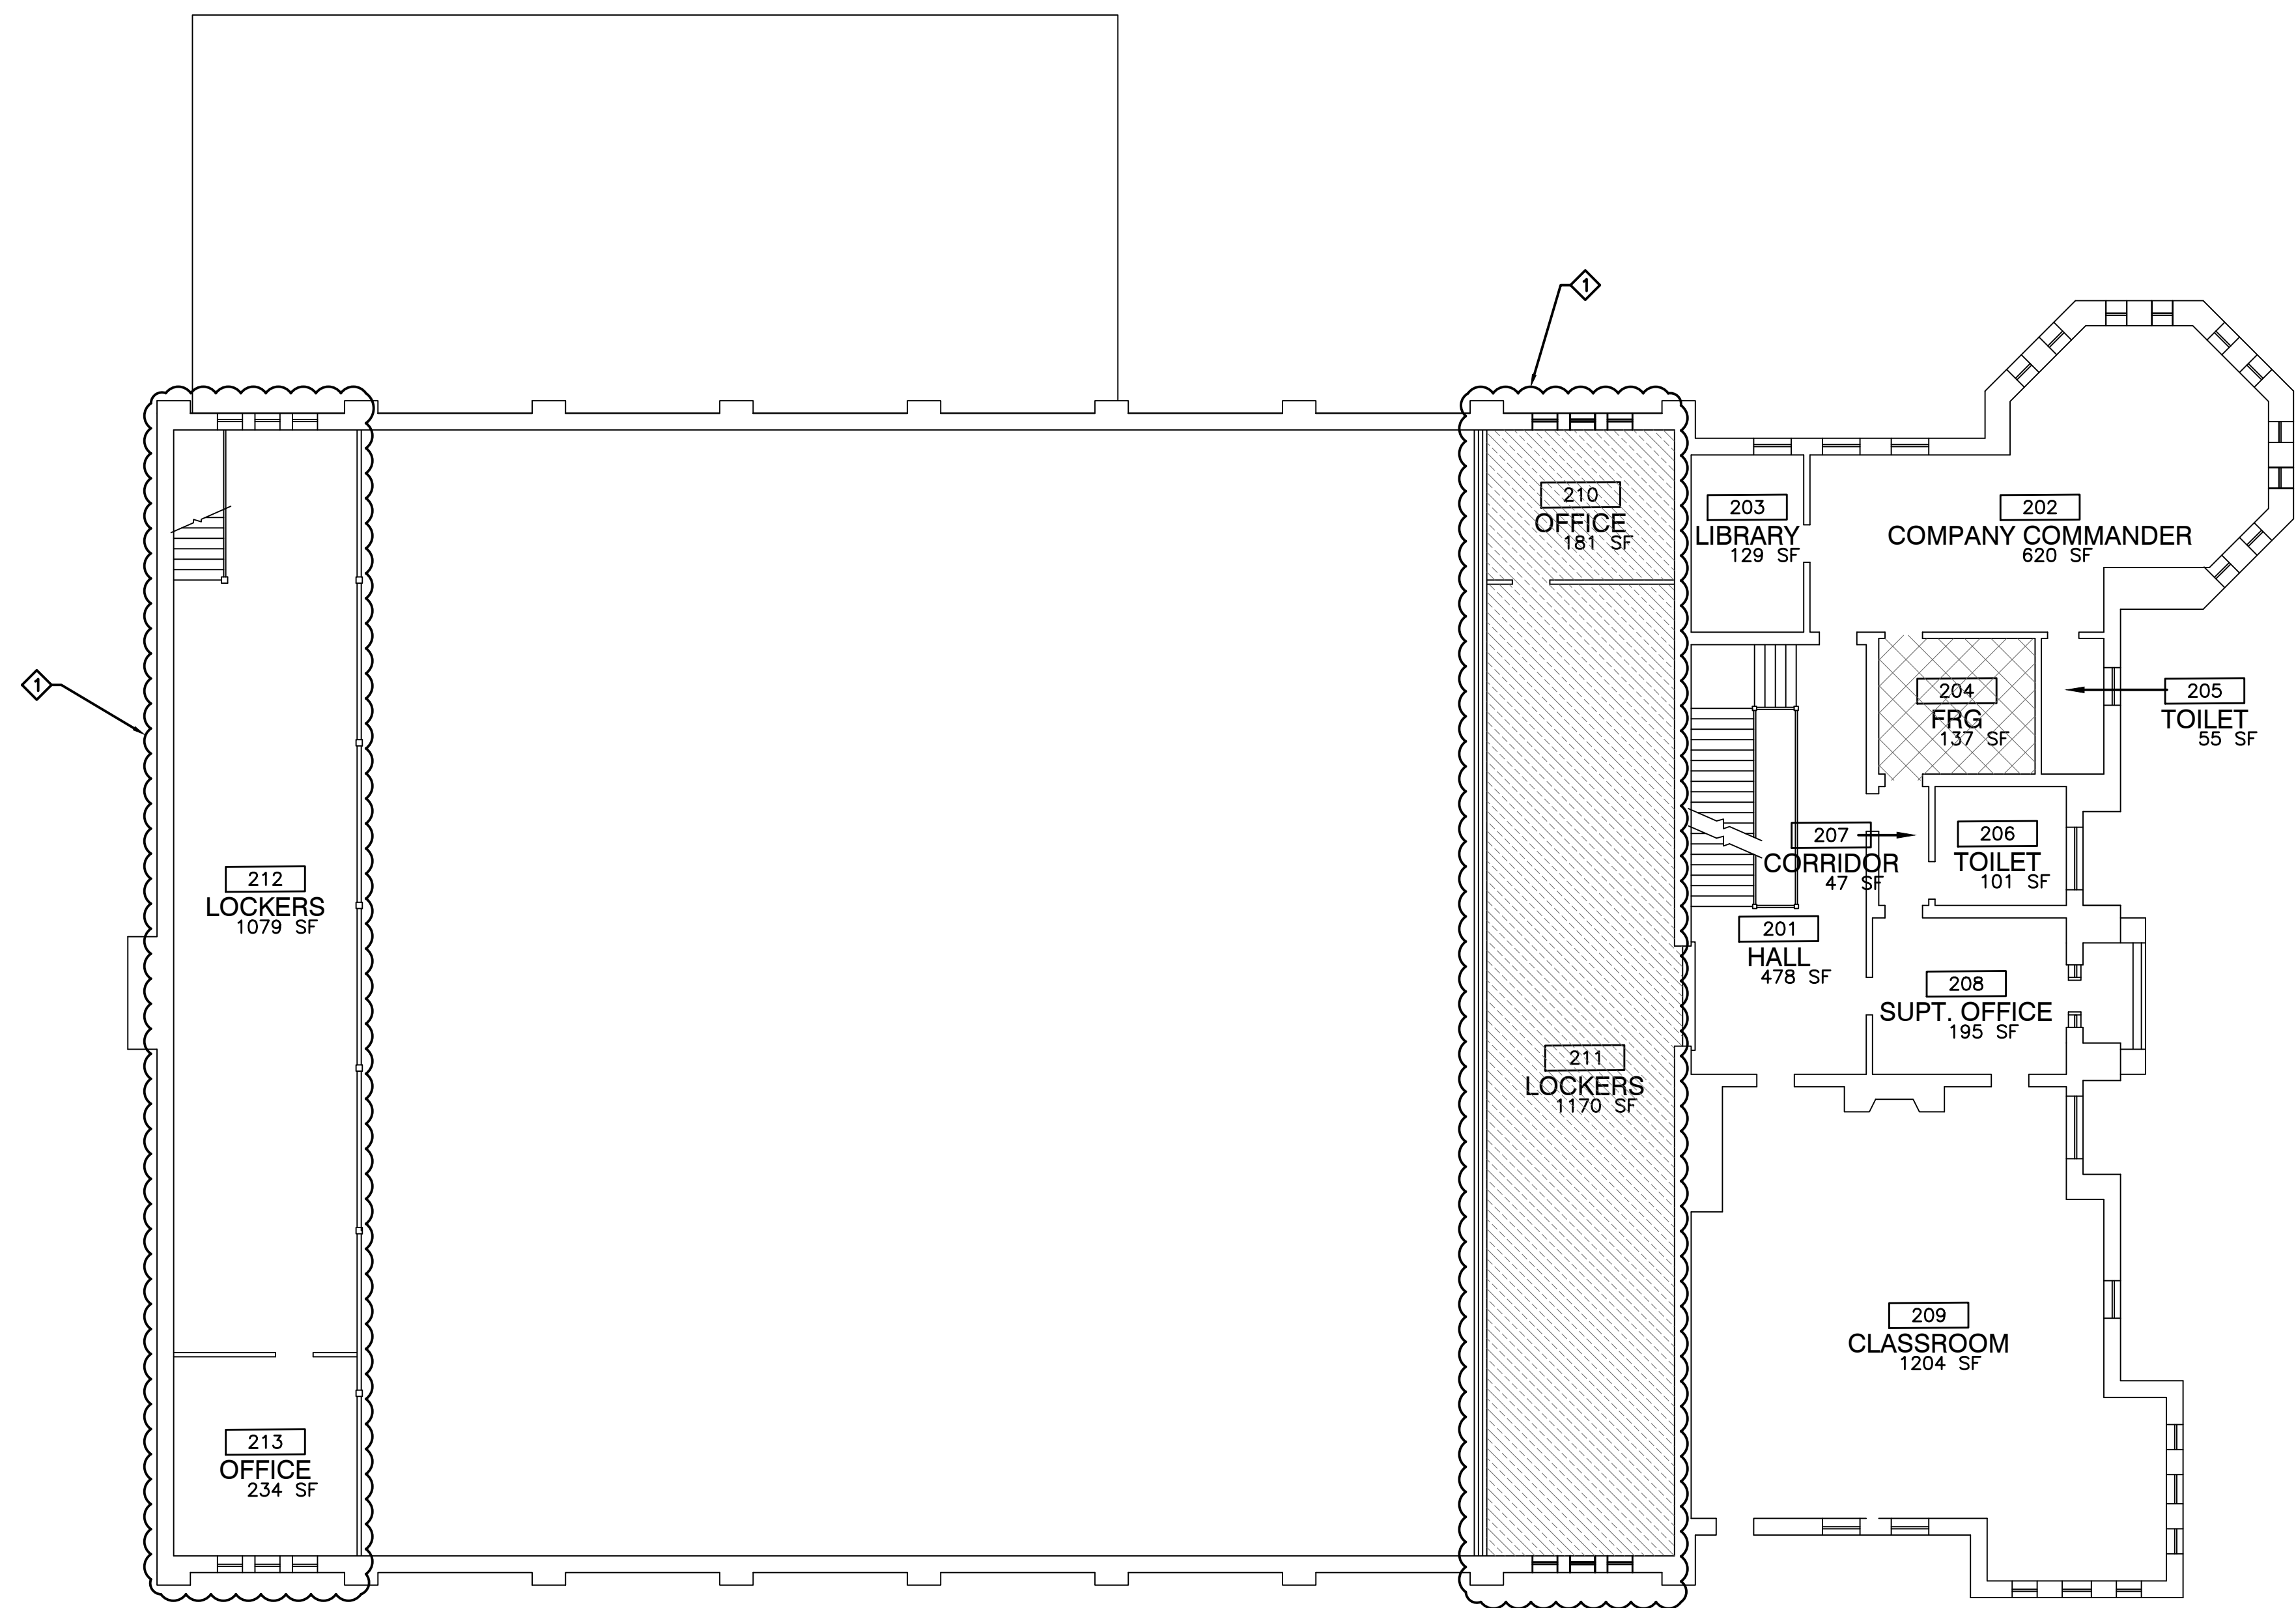 1
210
OFFICE
181 SF
203
LIBRARY
129 SF
202
COMPANY COMMANDER
620 SF
1
204
FRG
137 SF
205
TOILET
55 SF
207
CORRIDOR
47 SF
206
TOILET
101 SF
212
LOCKERS
1079 SF
201
HALL
478 SF
208
SUPT. OFFICE
195 SF
211
LOCKERS
1170 SF
209
CLASSROOM
1204 SF
213
OFFICE
234 SF